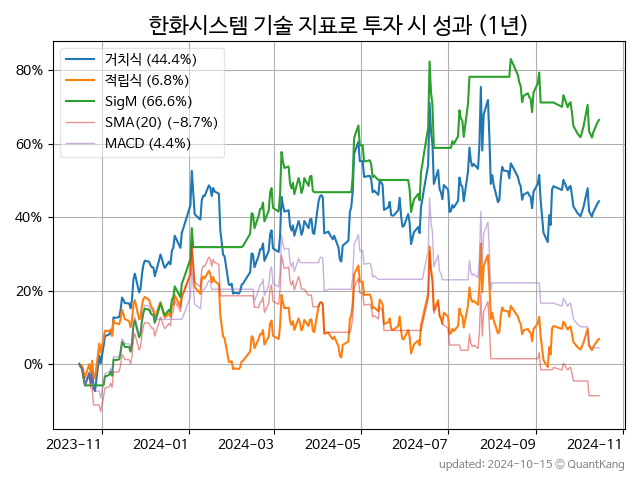 한화시스템 기술 지표로 투자 시 성과 (1년)
거치식 (44.4%)
적립식 (6.8%)
SigM (66.6%)
SMA(20) (−8.7%)
MACD (4.4%)
80%
60%
40%
20%
0%
2023−11 2024−01 2024−03 2024−05 2024−07 2024−09 2024−11
updated: 2024-10-15 © QuantKang